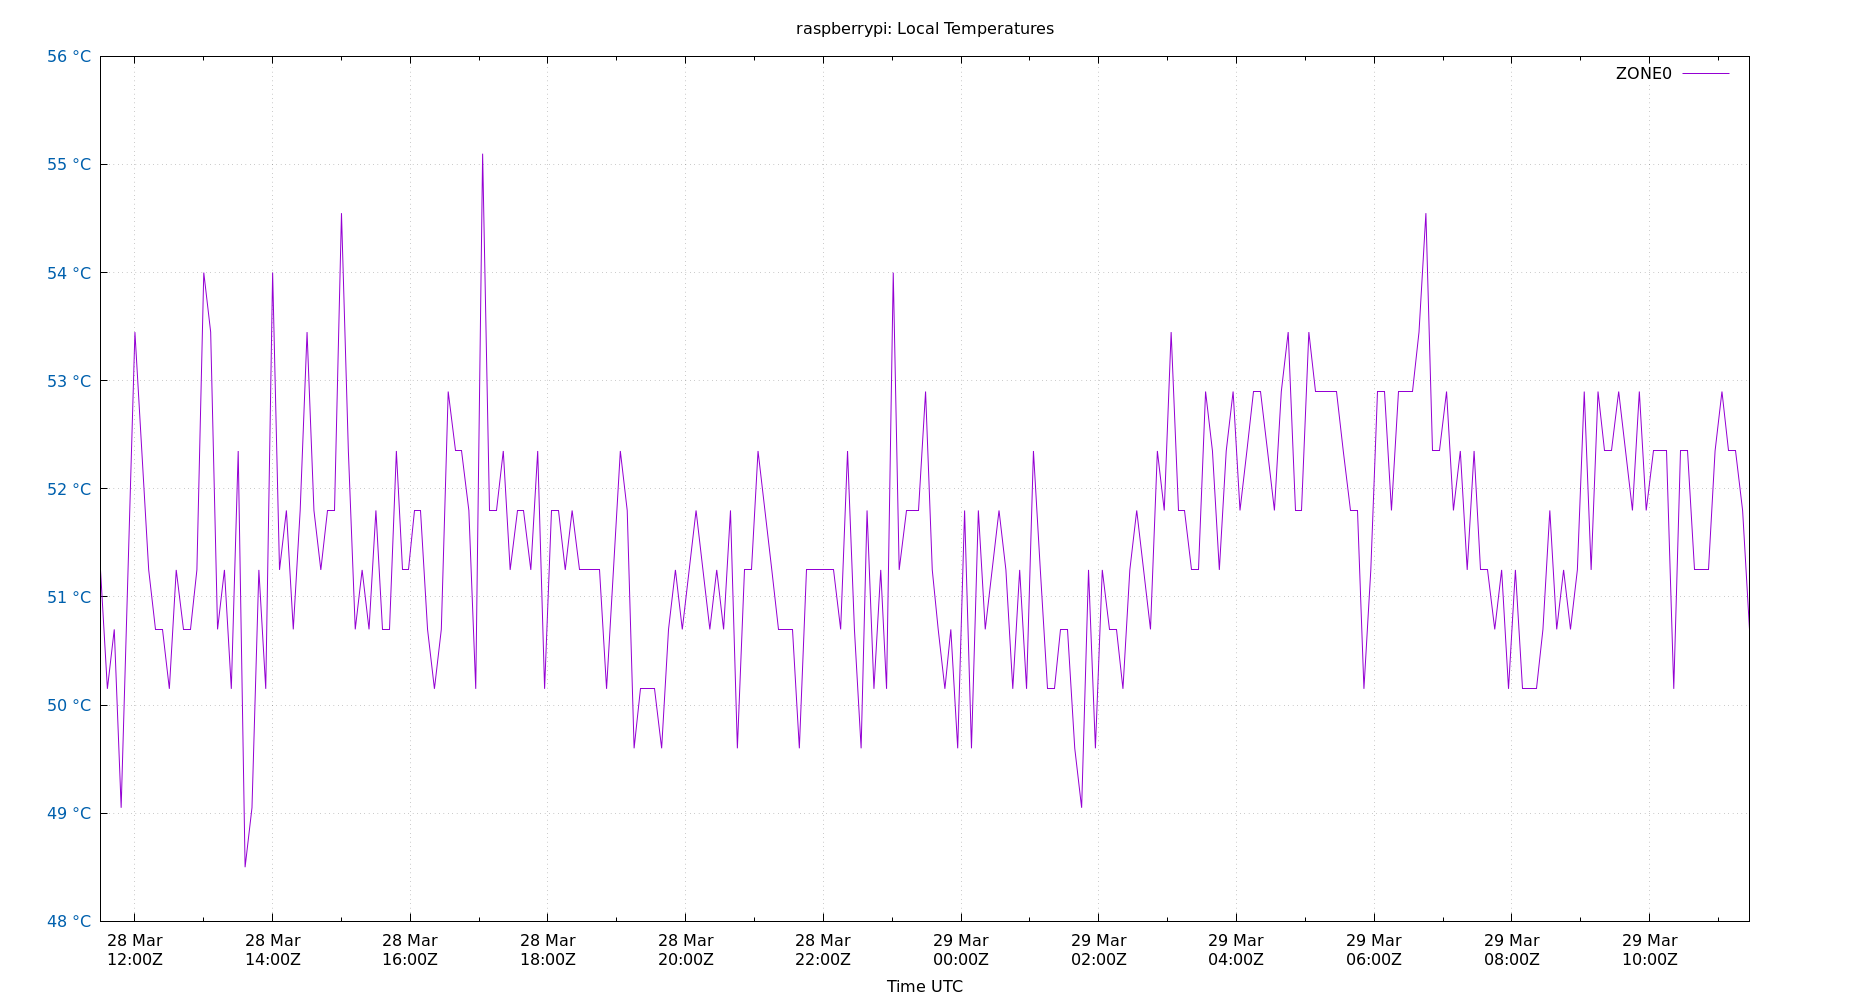 raspberrypi: Local Temperatures
56 °C
ZONE0
55 °C
54 °C
53 °C
52 °C
51 °C
50 °C
49 °C
48 °C
28 Mar 28 Mar 28 Mar 28 Mar 28 Mar 28 Mar 29 Mar 29 Mar 29 Mar 29 Mar 29 Mar 29 Mar
12:00Z 14:00Z 16:00Z 18:00Z 20:00Z 22:00Z 00:00Z 02:00Z 04:00Z 06:00Z 08:00Z 10:00Z
Time UTC